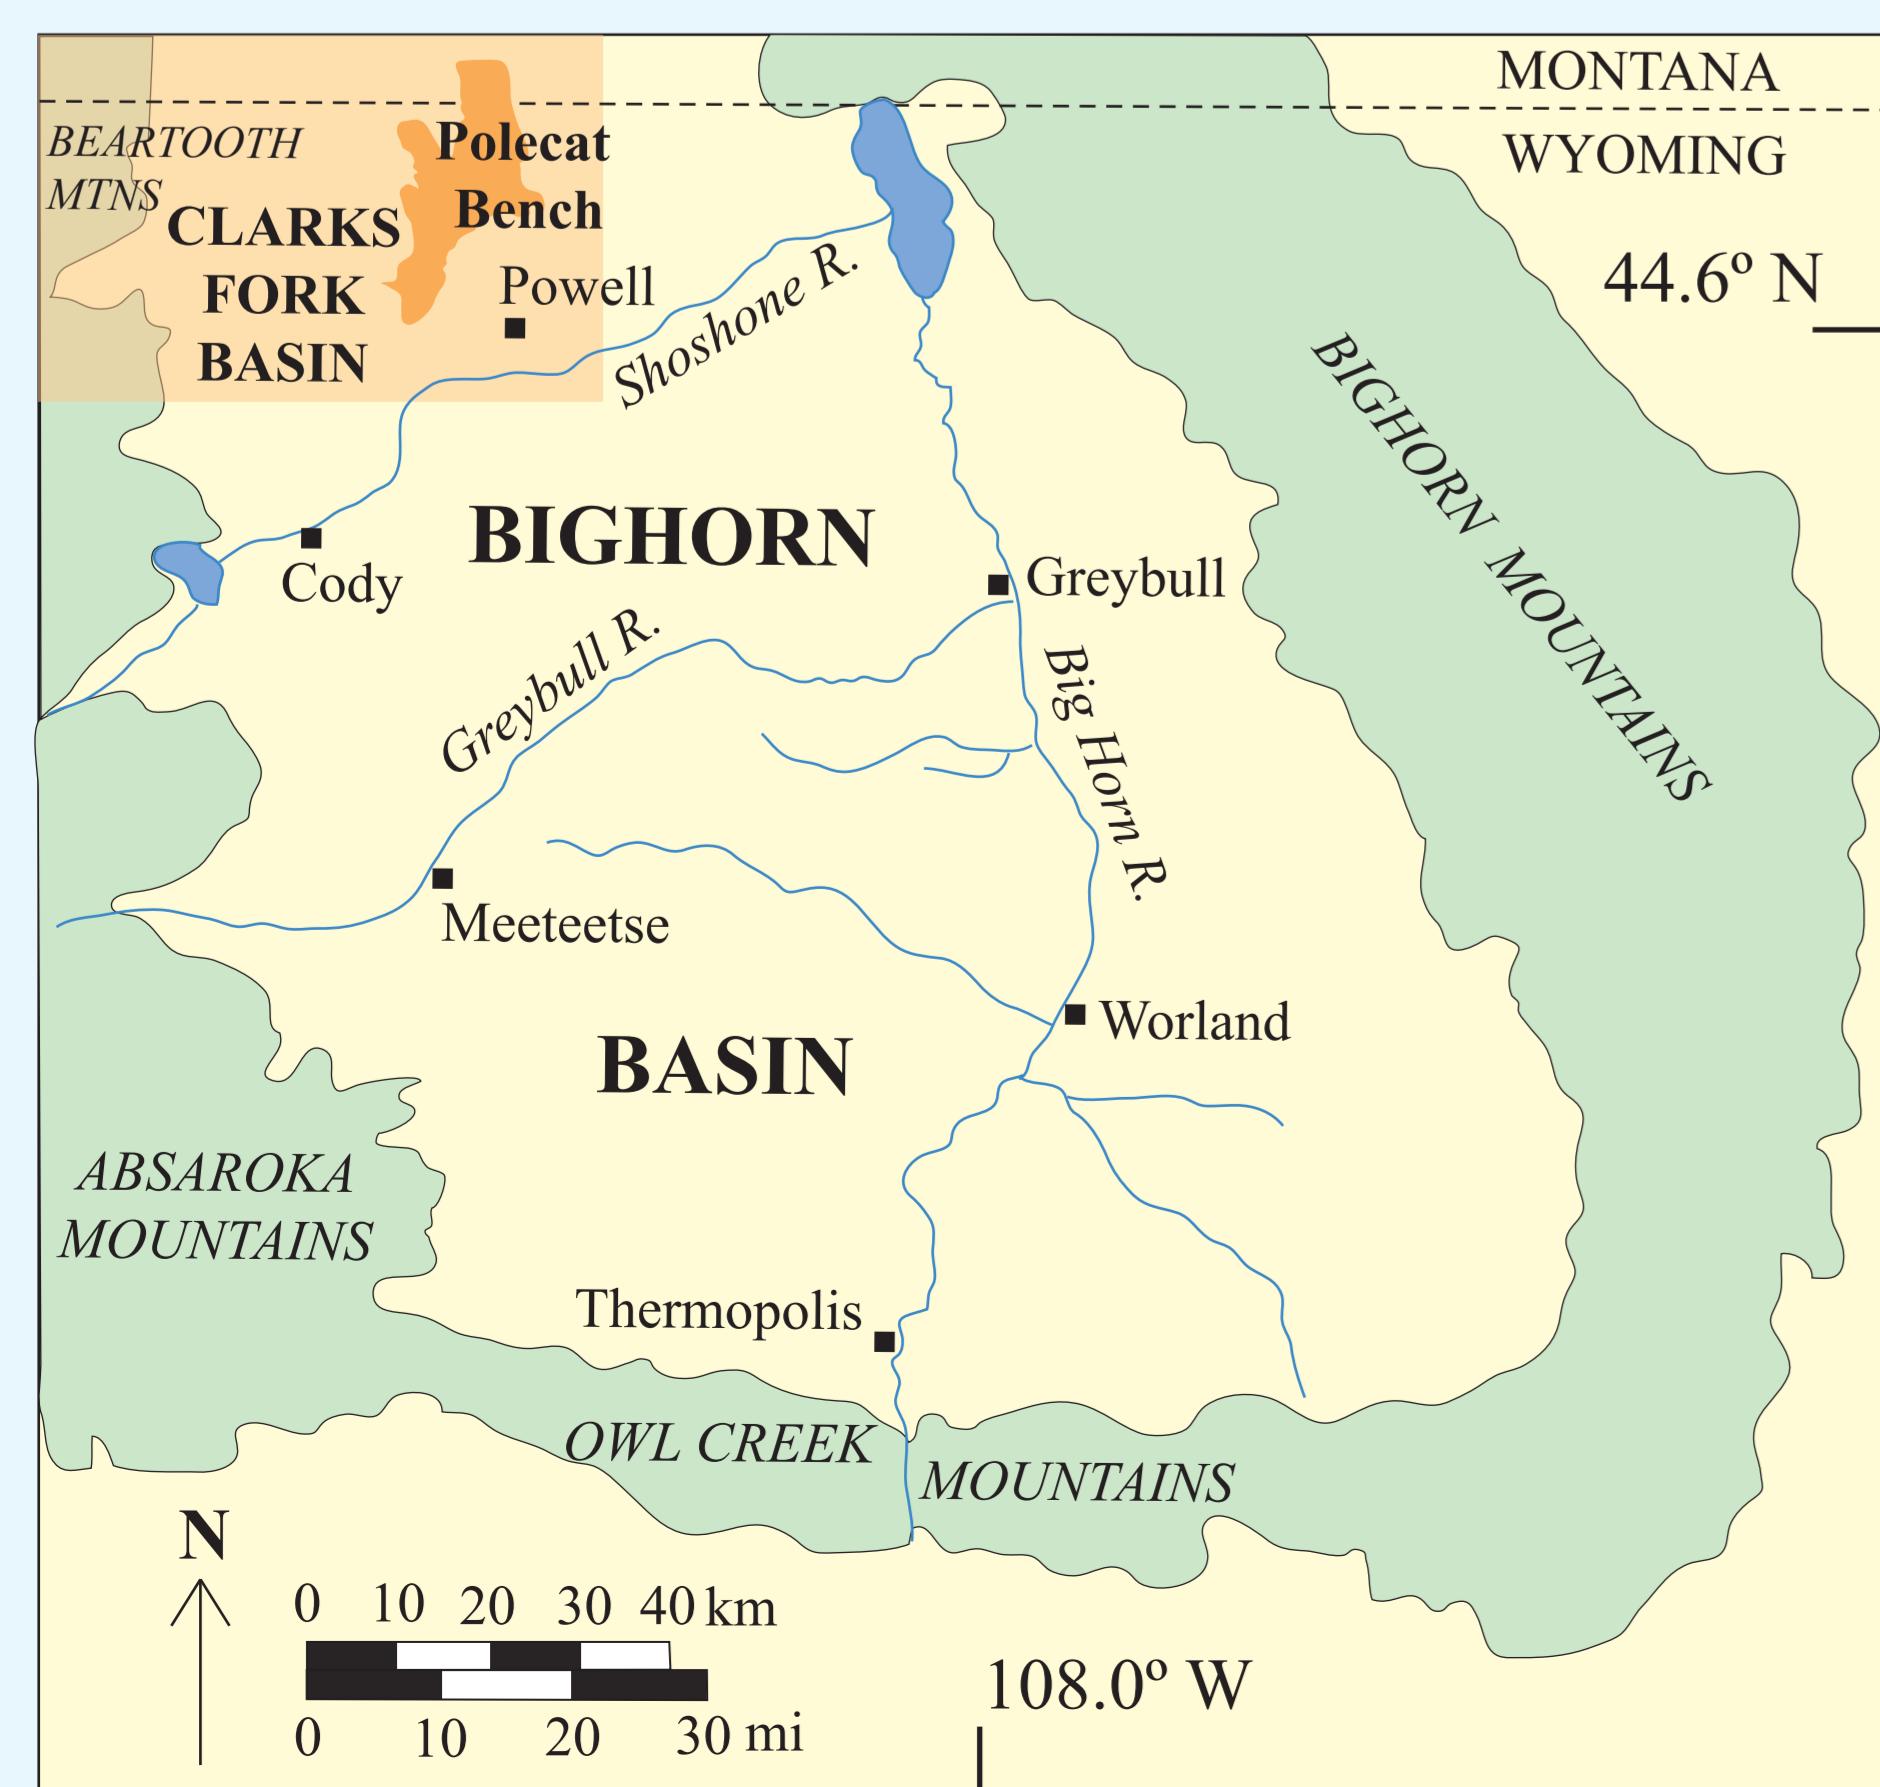 MONTANA
WYOMING
BEARTOOTH
MTNS
Polecat
Bench
CLARKS
FORK
BASIN
Powell
Shoshone R.
44.6º N
BIGHORN MOUNTAINS
BIGHORN
Cody
Greybull
Greybull R.
Big Horn R.
Meeteetse
Worland
BASIN
ABSAROKA
MOUNTAINS
Thermopolis
OWL CREEK
MOUNTAINS
N
0 10 20 30 40 km
0 10 20 30 mi
108.0º W